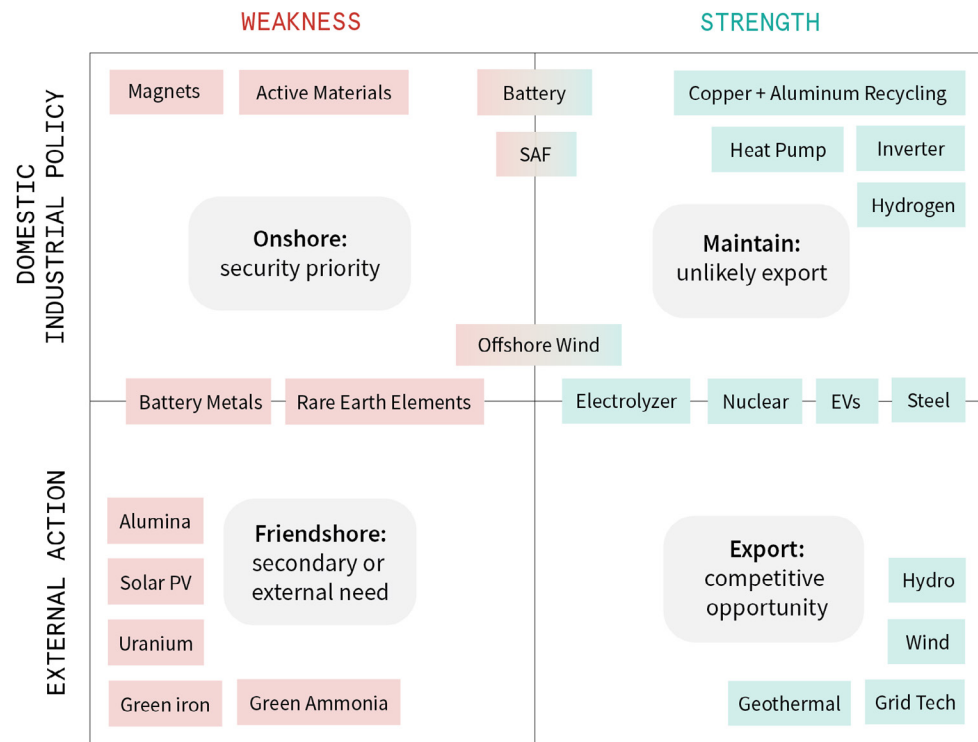 WEAKNESS
STRENGTH
DOMESTIC
INDUSTRIAL POLICY
Magnets
Active Materials
Battery
Copper + Aluminum Recycling
SAF
Heat Pump
Inverter
Hydrogen
Onshore:
security priority
Maintain:
unlikely export
Offshore Wind
Battery Metals
Rare Earth Elements
Electrolyzer
Nuclear
EVs
Steel
EXTERNAL ACTION
Alumina
Solar PV
Uranium
Green iron
Green Ammonia
Friendshore:
secondary or
external need
Export:
competitive
opportunity
Hydro
Wind
Geothermal
Grid Tech